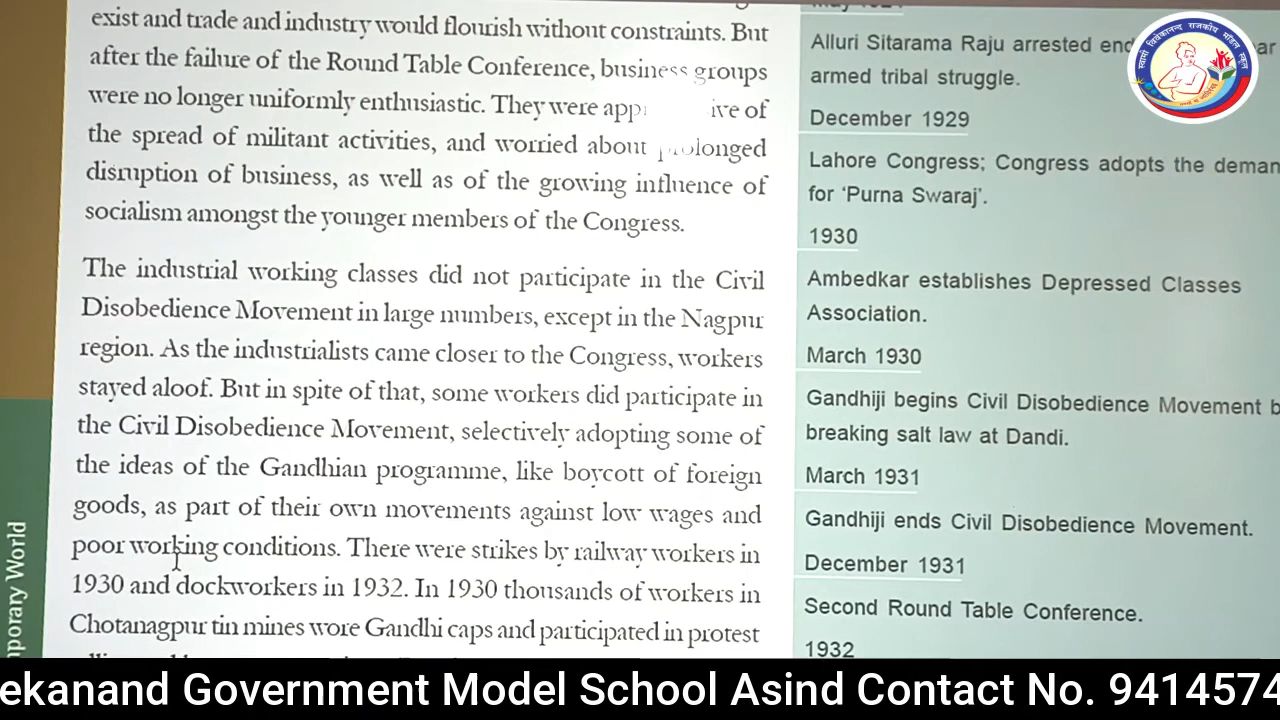 exist and trade and industry would flourish without constraints. But
after the failure of the Round Table Conference, business groups
were no longer uniformly enthusiastic. They were of
the spread of militant activities, and worried about prolonged
disruption of business, as well as of the growing influence of
socialism amongst the younger members of the Congress.
The industrial working classes did not participate in the Civil
Disobedience Movement in large numbers, except in the Nagpur
region. As the industrialists came closer to the Congress, workers
stayed aloof. But in spite of that, some workers did participate in
the Civil Disobedience Movement, selectively adopting some of
the ideas of the Gandhian programme, like boycott of foreign
goods, as part of their own movements against low wages and
poor working conditions. There were strikes by railway workers in
1930 and dockworkers in 1932. In 1930 thousands of workers in
Chotanagpur tin mines wore Gandhi caps and participated in protest
Alluri Sitarama Raju arrested
armed tribal struggle.
December 1929
Lahore Congress; Congress adopts the deman
for ‘Purna Swaraj’.
1930
Ambedkar establishes Depressed Classes
Association.
March 1930
Gandhiji begins Civil Disobedience Movement b
breaking salt law at Dandi.
March 1931
Gandhiji ends Civil Disobedience Movement.
December 1931
Second Round Table Conference.
1932
स्वामी विवेकानन्द राजकीय मॉडल स्कूल
porary World
ekanand Government Model School Asind Contact No. 9414574